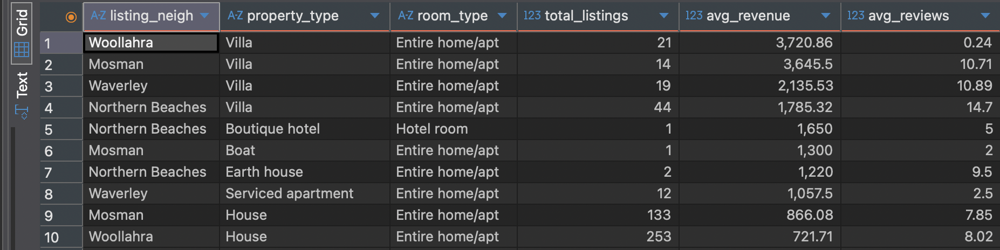 Grid
Text
A-Z listing_neigh A-Z property_type A-Z room_type 123 total_listings 123 avg_revenue 123 avg_reviews
1 Woollahra Villa Entire home/apt 21 3,720.86 0.24
2 Mosman Villa Entire home/apt 14 3,645.5 10.71
3 Waverley Villa Entire home/apt 19 2,135.53 10.89
4 Northern Beaches Villa Entire home/apt 44 1,785.32 14.7
5 Northern Beaches Boutique hotel Hotel room 1 1,650 5
6 Mosman Boat Entire home/apt 1 1,300 2
7 Northern Beaches Earth house Entire home/apt 2 1,220 9.5
8 Waverley Serviced apartment Entire home/apt 12 1,057.5 2.5
9 Mosman House Entire home/apt 133 866.08 7.85
10 Woollahra House Entire home/apt 253 721.71 8.02